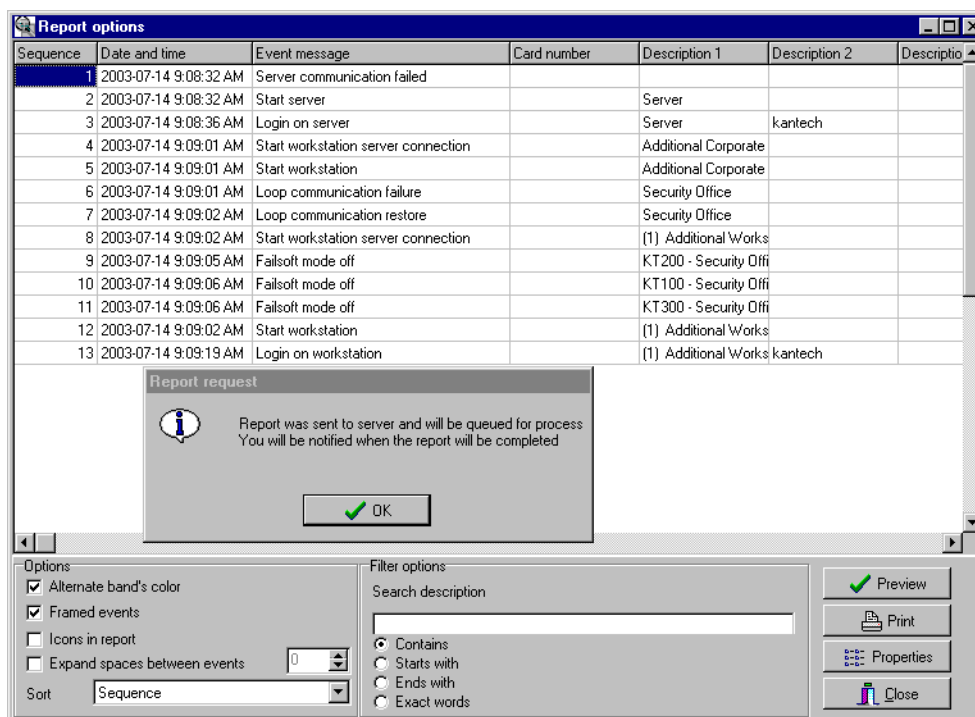 Report options
Sequence Date and time Event message Card number Description 1 Description 2 Descriptio
1 2003-07-14 9:08:32 AM Server communication failed
2 2003-07-14 9:08:32 AM Start server Server
3 2003-07-14 9:08:36 AM Login on server Server kantech
4 2003-07-14 9:09:01 AM Start workstation server connection Additional Corporate
5 2003-07-14 9:09:01 AM Start workstation Additional Corporate
6 2003-07-14 9:09:01 AM Loop communication failure Security Office
7 2003-07-14 9:09:02 AM Loop communication restore Security Office
8 2003-07-14 9:09:02 AM Start workstation server connection (1) Additional Works
9 2003-07-14 9:09:05 AM Failsoft mode off KT200 - Security Offi
10 2003-07-14 9:09:06 AM Failsoft mode off KT100 - Security Offi
11 2003-07-14 9:09:06 AM Failsoft mode off KT300 - Security Offi
12 2003-07-14 9:09:02 AM Start workstation (1) Additional Works
13 2003-07-14 9:09:19 AM Login on workstation (1) Additional Works kantech
Report request
Report was sent to server and will be queued for process
You will be notified when the report will be completed
OK
Options
Alternate band's color
Framed events
Icons in report
Expand spaces between events 0
Sort Sequence
Filter options
Search description
Contains
Starts with
Ends with
Exact words
Preview
Print
Properties
Close